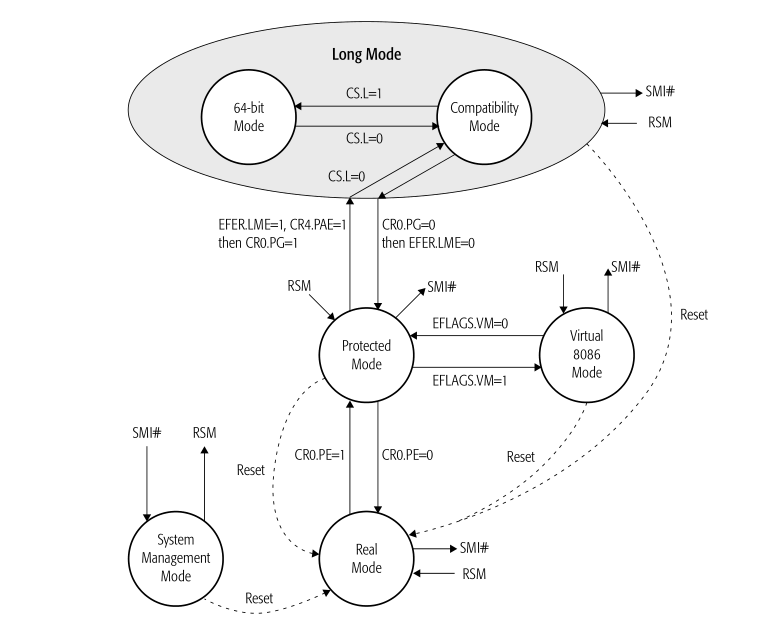 Long Mode
64-bit
Mode
CS.L=1
CS.L=0
Compatibility
Mode
SMI#
RSM
CS.L=0
EFER.LME=1, CR4.PAE=1
then CR0.PG=1
CR0.PG=0
then EFER.LME=0
RSM
SMI#
RSM
SMI#
Protected
Mode
EFLAGS.VM=0
EFLAGS.VM=1
Virtual
8086
Mode
Reset
SMI#
RSM
Reset
CR0.PE=1
CR0.PE=0
Reset
System
Management
Mode
Real
Mode
SMI#
RSM
Reset